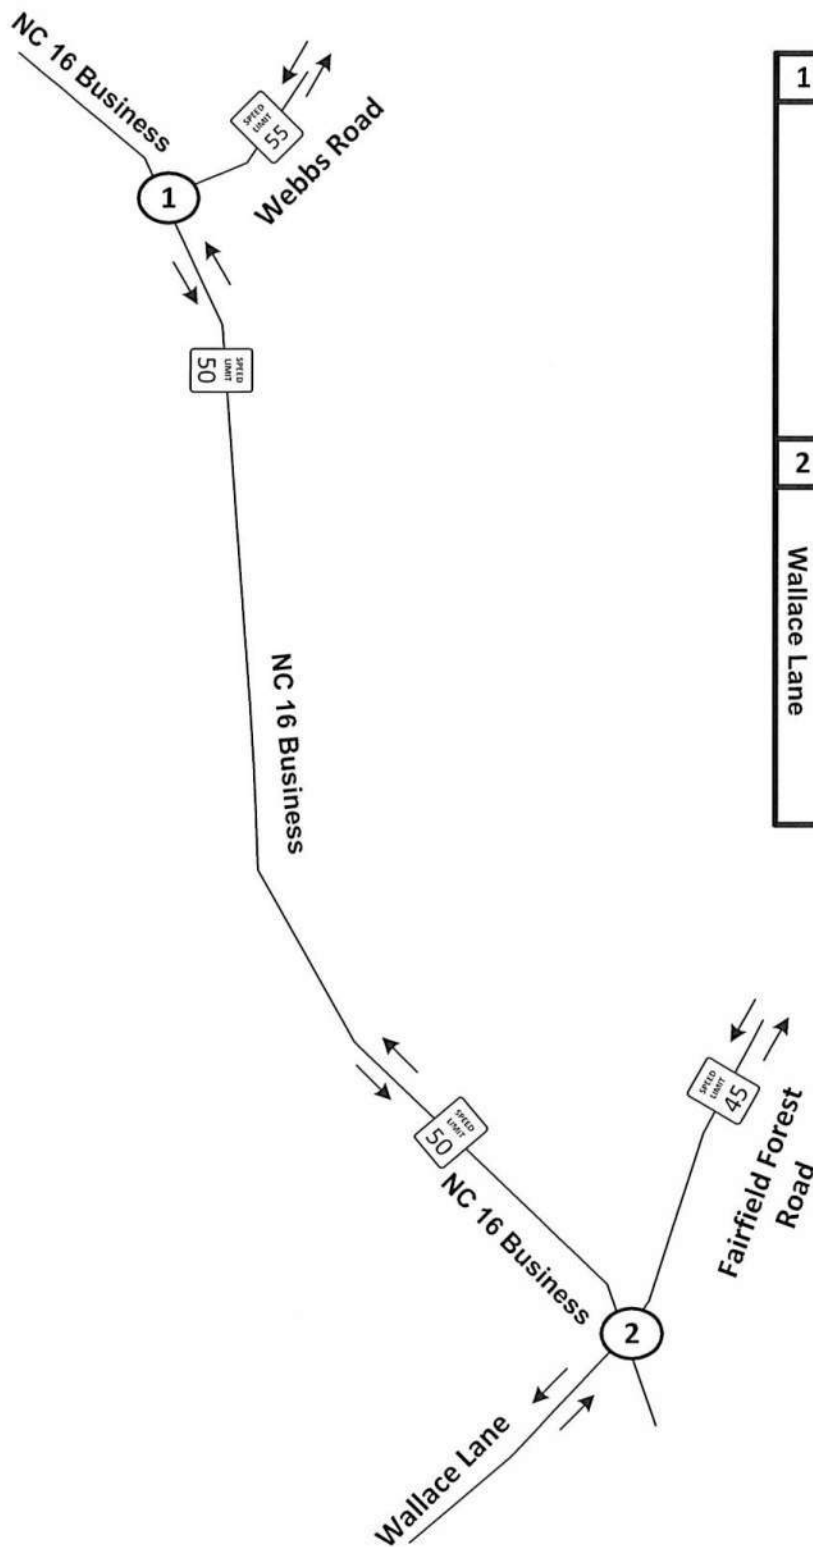 NC 16 Business
SPEED
LIMIT
55
Webbs Road
1
SPEED
LIMIT
50
NC 16 Business
SPEED
LIMIT
50
NC 16 Business
SPEED
LIMIT
45
Fairfield Forest
Road
2
Wallace Lane
1
2
Wallace Lane